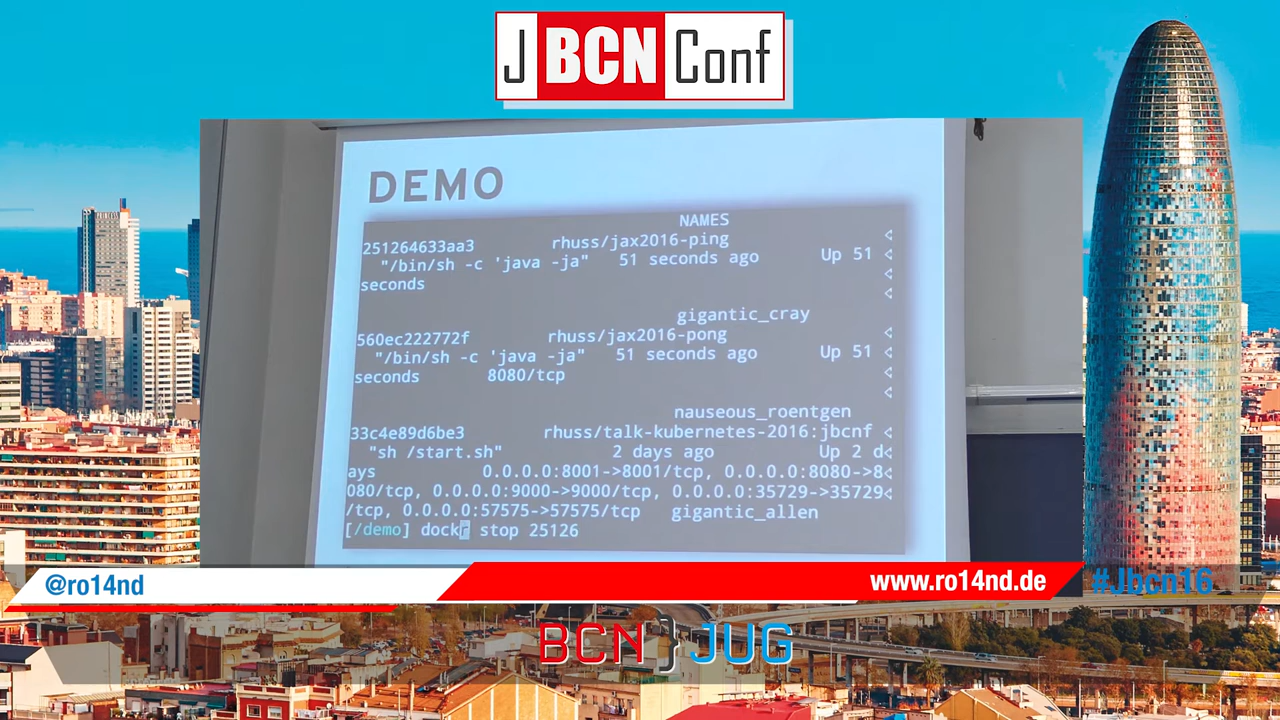 J BCN Conf
DEMO
NAMES
251264633aa3 rhuss/jax2016-ping
"/bin/sh -c 'java -ja" 51 seconds ago Up 51
seconds
gigantic_cray
560ec222772f rhuss/jax2016-pong
"/bin/sh -c 'java -ja" 51 seconds ago Up 51
seconds 8080/tcp
nauseous_roentgen
33c4e89d6be3 rhuss/talk-kubernetes-2016:jbcnf
"sh /start.sh" 2 days ago Up 2 d
ays 0.0.0.0:8001->8001/tcp, 0.0.0.0:8080->8
080/tcp, 0.0.0.0:9000->9000/tcp, 0.0.0.0:35729->35729
/tcp, 0.0.0.0:57575->57575/tcp gigantic_allen
[/demo] dockr stop 25126
@ro14nd
www.ro14nd.de
#Jbcn16
BCN JUG